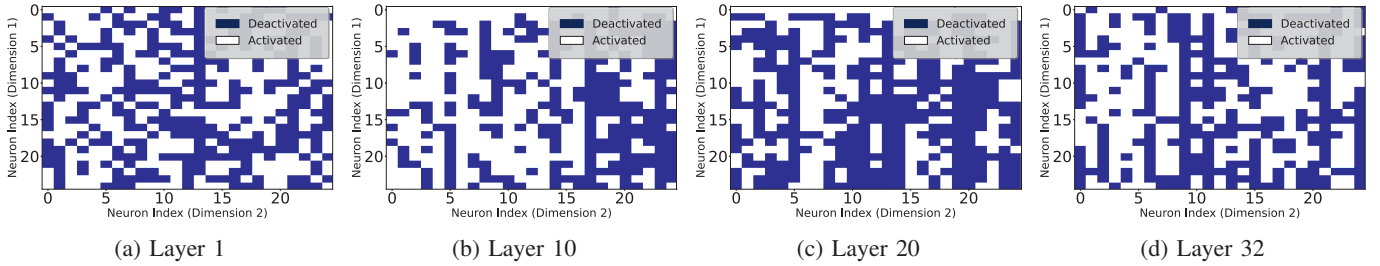 Neuron Index (Dimension 1)
0
5
10
15
20
0 5 10 15 20
Neuron Index (Dimension 2)
Deactivated
Activated
(a) Layer 1
Neuron Index (Dimension 1)
0
5
10
15
20
0 5 10 15 20
Neuron Index (Dimension 2)
Deactivated
Activated
(b) Layer 10
Neuron Index (Dimension 1)
0
5
10
15
20
0 5 10 15 20
Neuron Index (Dimension 2)
Deactivated
Activated
(c) Layer 20
Neuron Index (Dimension 1)
0
5
10
15
20
0 5 10 15 20
Neuron Index (Dimension 2)
Deactivated
Activated
(d) Layer 32